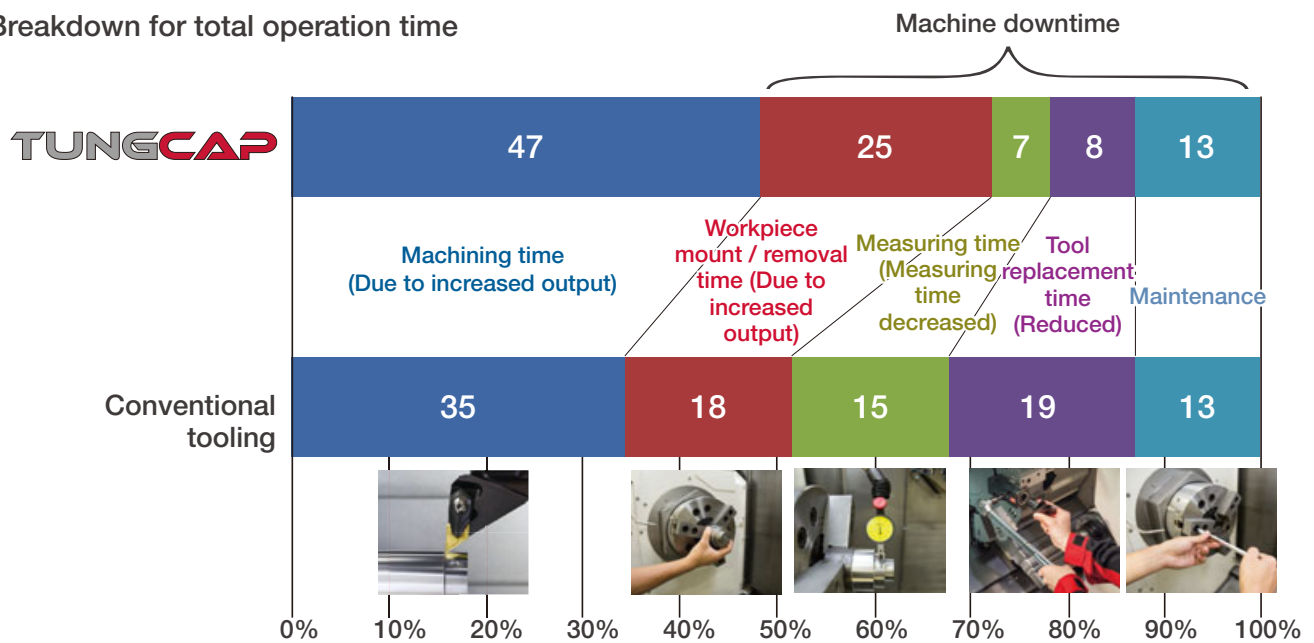 Breakdown for total operation time
Machine downtime
TUNGCAP
47
25
7
8
13
Machining time
(Due to increased output)
Workpiece
mount / removal
time (Due to
increased
output)
Measuring time
(Measuring
time
decreased)
Tool
replacement
time
(Reduced)
Maintenance
Conventional
tooling
35
18
15
19
13
0%
10%
20%
30%
40%
50%
60%
70%
80%
90%
100%